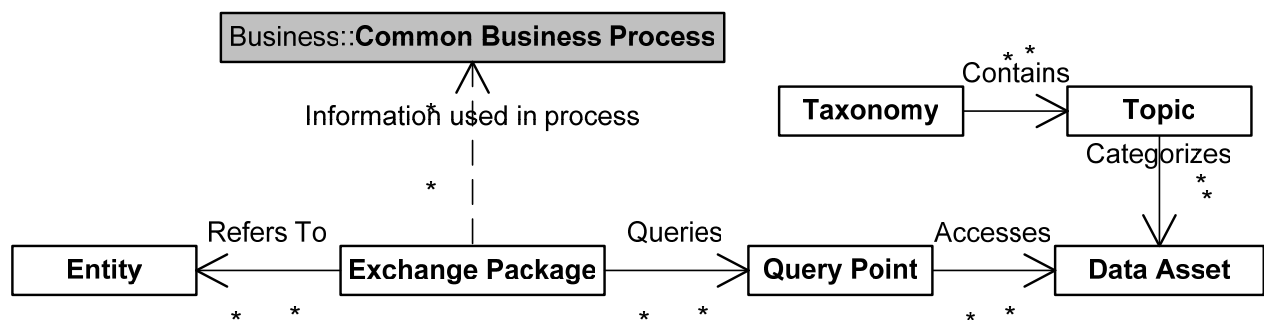 Business::Common Business Process
* *
Contains
*
Information used in process
Taxonomy
Topic
Categorizes
*
*
*
Refers To
Queries
Accesses
Entity
Exchange Package
Query Point
Data Asset
* *
* *
* *